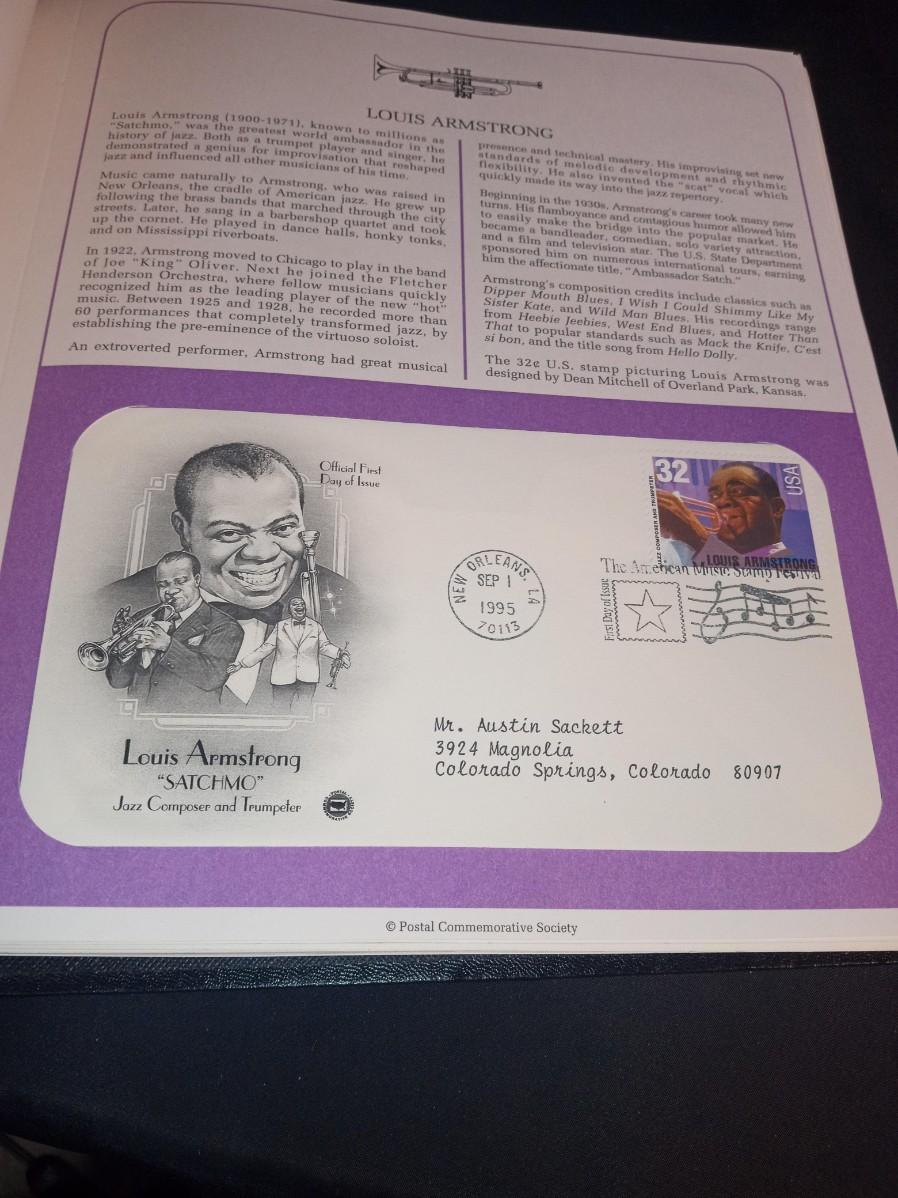 LOUIS ARMSTRONG
Louis Armstrong (1900-1971), known to millions as
“Satchmo,” was the greatest world ambassador in the
history of jazz. Both as a trumpet player and singer, he
demonstrated a genius for improvisation that reshaped
jazz and influenced all other musicians of his time.
Music came naturally to Armstrong, who was raised in
New Orleans, the cradle of American jazz. He grew up
following the brass bands that marched through the city
streets. Later, he sang in a barbershop quartet and took
up the cornet. He played in dance halls, honky tonks,
and on Mississippi riverboats.
In 1922, Armstrong moved to Chicago to play in the band
of Joe “King” Oliver. Next he joined the Fletcher
Henderson Orchestra, where fellow musicians quickly
recognized him as the leading player of the new “hot”
music. Between 1925 and 1928, he recorded more than
60 performances that completely transformed jazz, by
establishing the pre-eminence of the virtuoso soloist.
An extroverted performer, Armstrong had great musical
presence and technical mastery. His improvising set new
standards of melodic development and rhythmic
flexibility. He also invented the “scat” vocal which
quickly made its way into the jazz repertory.
Beginning in the 1930s, Armstrong's career took many new
turns. His flamboyance and contagious humor allowed him
to easily make the bridge into the popular market. He
became a bandleader, comedian, solo variety attraction,
and a film and television star. The U.S. State Department
sponsored him on numerous international tours, earning
him the affectionate title, “Ambassador Satch.”
Armstrong's composition credits include classics such as
Dipper Mouth Blues, I Wish I Could Shimmy Like My
Sister Kate, and Wild Man Blues. His recordings range
from Heebie Jeebies, West End Blues, and Hotter Than
That to popular standards such as Mack the Knife, C'est
si bon, and the title song from Hello Dolly.
The 32¢ U.S. stamp picturing Louis Armstrong was
designed by Dean Mitchell of Overland Park, Kansas.
Official First
Day of Issue
32
USA
JAZZ COMPOSER AND TRUMPETER
LOUIS ARMSTRONG
NEW ORLEANS, LA
SEP 1
1995
70113
The American Music Stamp Festival
First Day of Issue
Mr. Austin Sackett
3924 Magnolia
Colorado Springs, Colorado 80907
Louis Armstrong
“SATCHMO”
Jazz Composer and Trumpeter
© Postal Commemorative Society